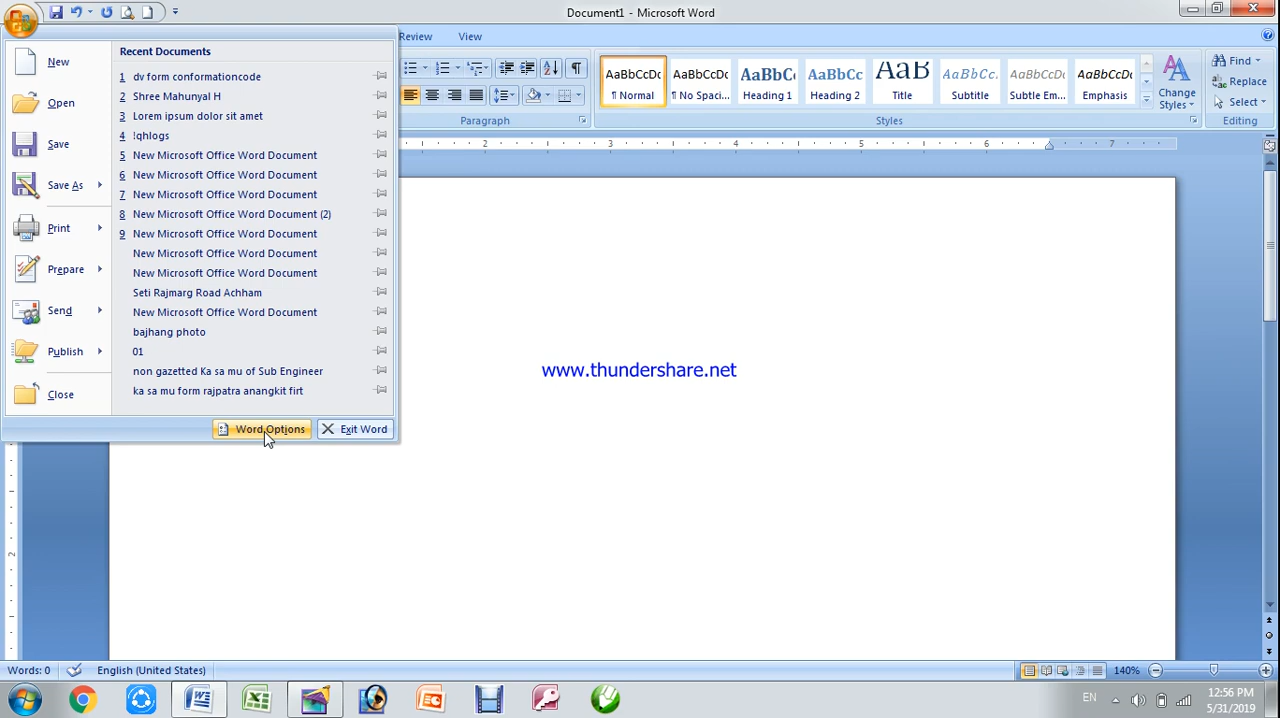 Document1 - Microsoft Word
Review View
New
Open
Save
Save As
Print
Prepare
Send
Publish
Close
Recent Documents
1 dv form conformationcode
2 Shree Mahunyal H
3 Lorem ipsum dolor sit amet
4 !qhlogs
5 New Microsoft Office Word Document
6 New Microsoft Office Word Document
7 New Microsoft Office Word Document
8 New Microsoft Office Word Document (2)
9 New Microsoft Office Word Document
New Microsoft Office Word Document
New Microsoft Office Word Document
Seti Rajmarg Road Achham
New Microsoft Office Word Document
bajhang photo
01
non gazetted Ka sa mu of Sub Engineer
ka sa mu form rajpatra anangkit firt
Word Options Exit Word
AaBbCcDc AaBbCcDc AaBbCc AaBbCc AaB AaBbCc. AaBbCcDc AaBbCcDc
¶ Normal ¶ No Spaci... Heading 1 Heading 2 Title Subtitle Subtle Em... Emphasis
Change Styles
Find
Replace
Select
Paragraph Styles Editing
2 3 4 5 6 7
www.thundershare.net
2
Words: 0 English (United States) 140%
EN 12:56 PM
5/31/2019